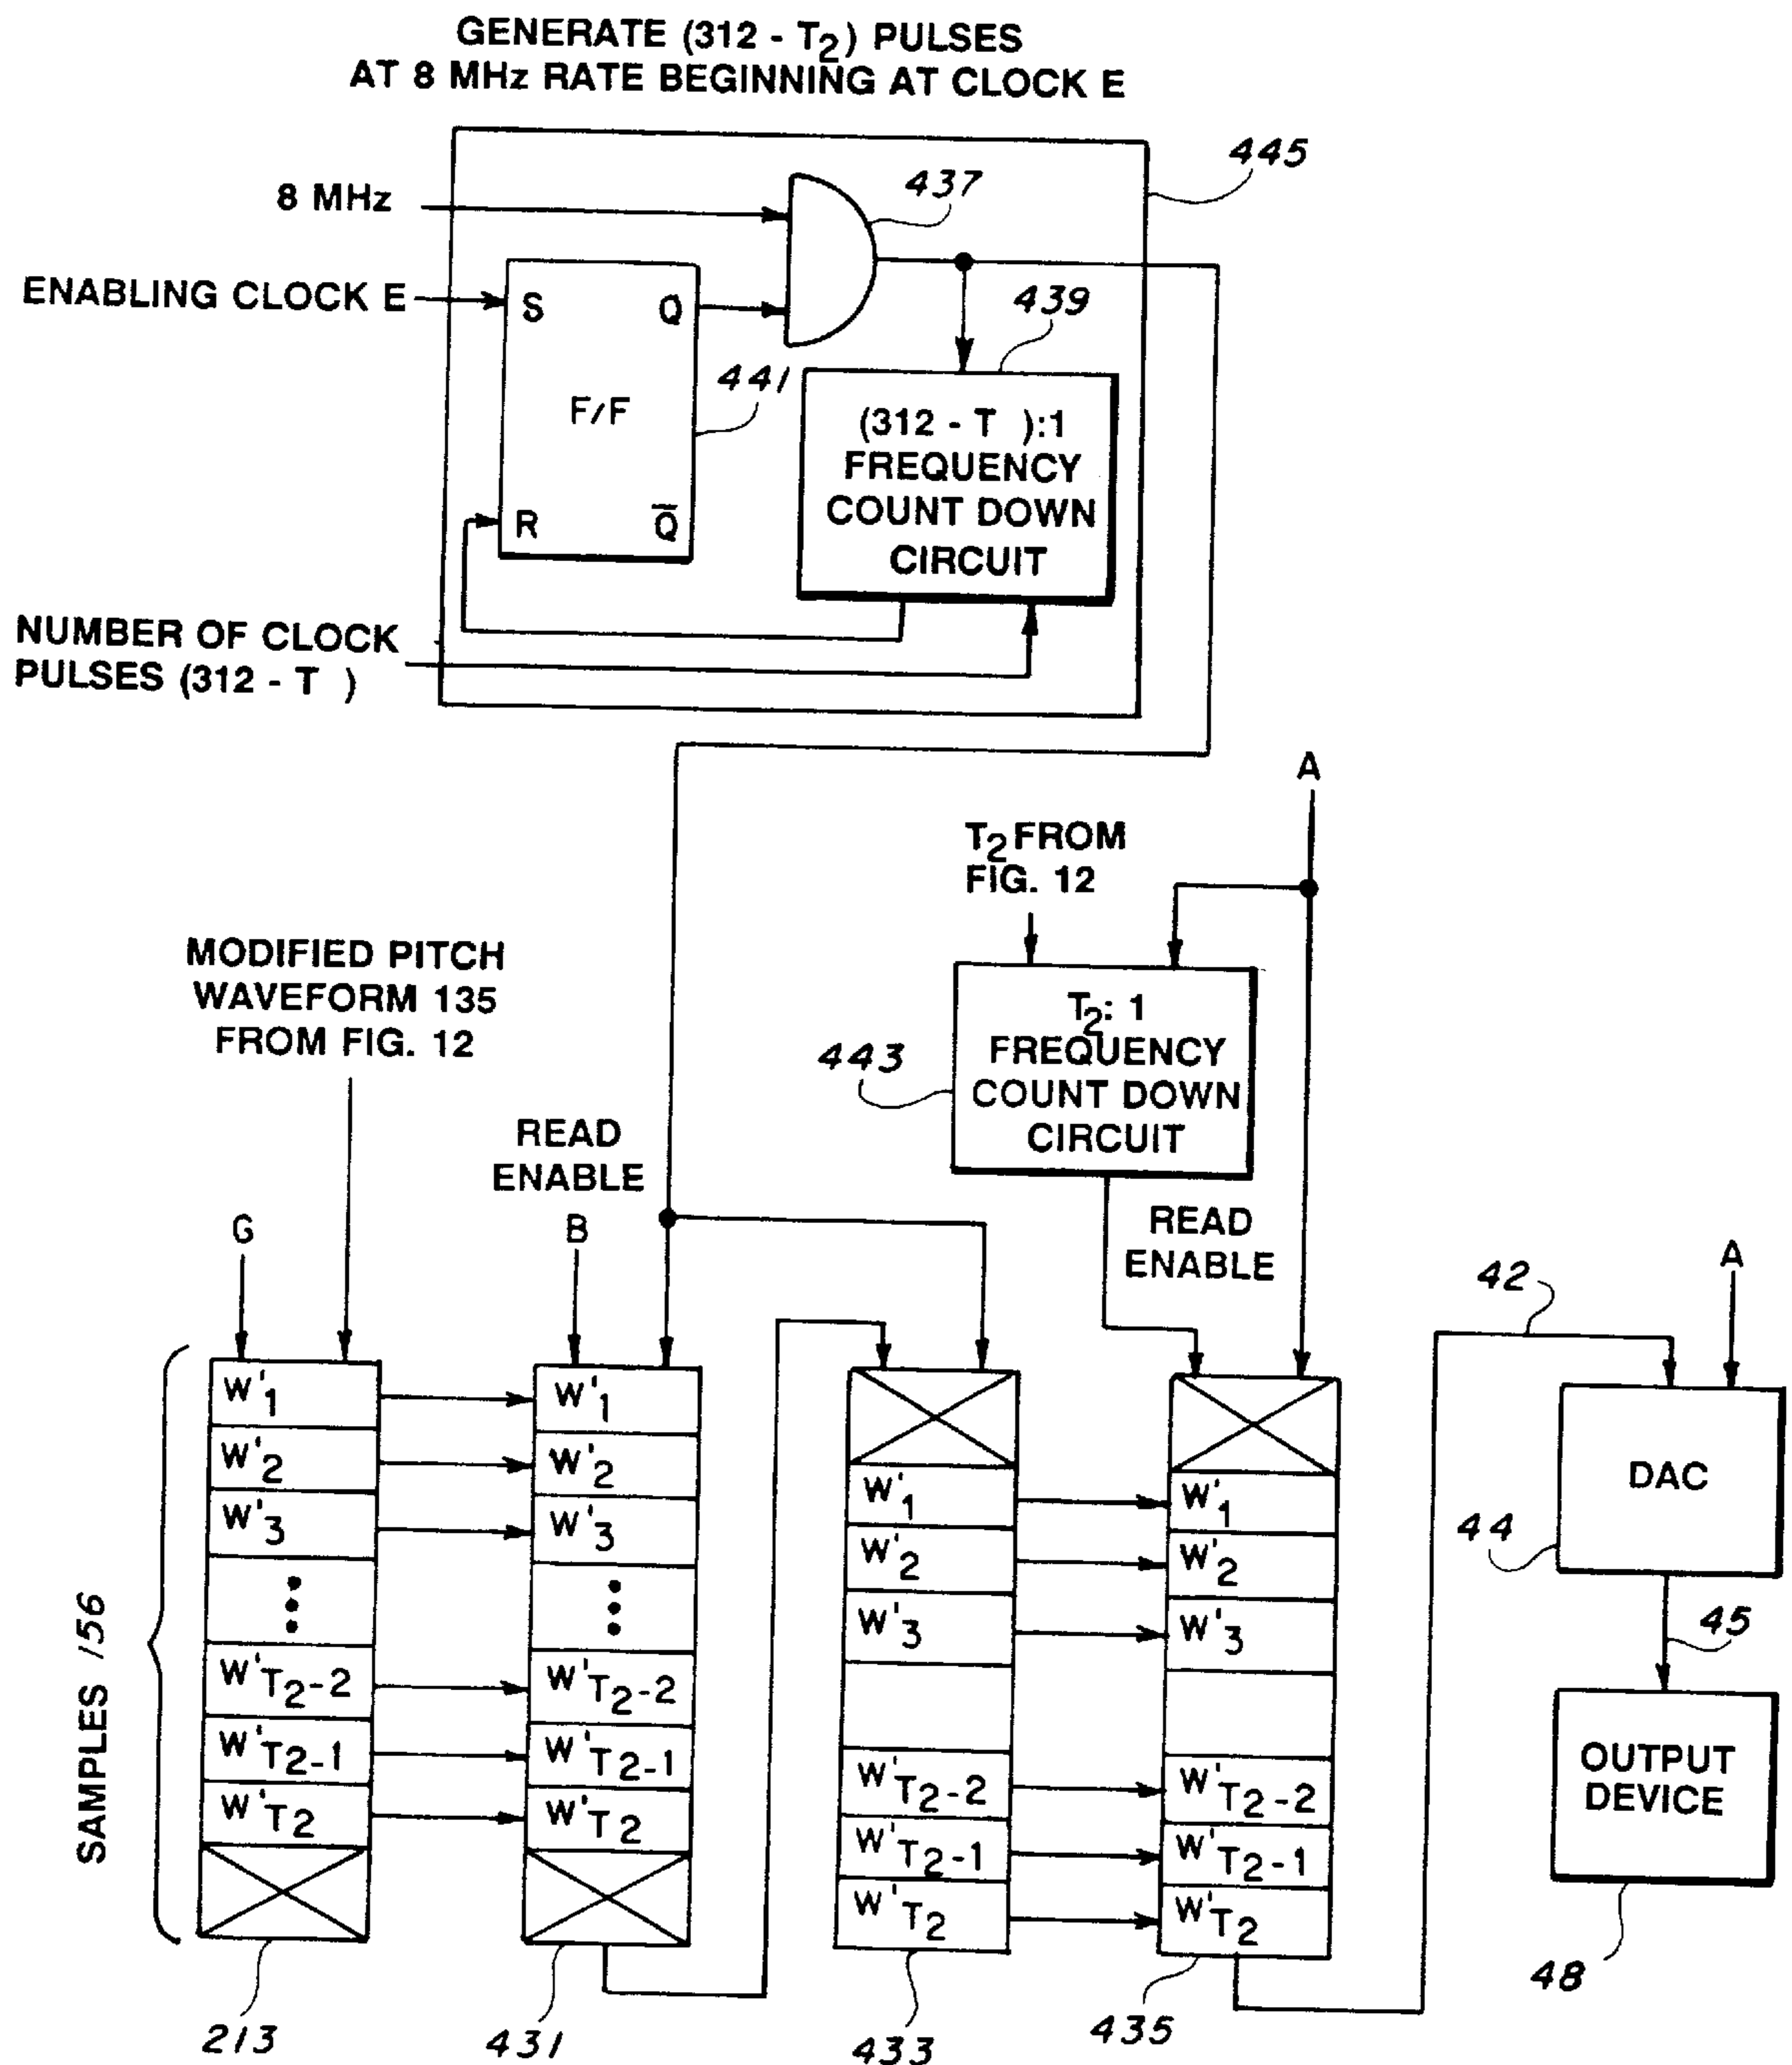 GENERATE (312 - T2) PULSES
AT 8 MHz RATE BEGINNING AT CLOCK E
445
8 MHz
437
ENABLING CLOCK E
S Q
439
441
F/F
(312 - T ):1
FREQUENCY
COUNT DOWN
CIRCUIT
R Q̅
NUMBER OF CLOCK
PULSES (312 - T )
A
T2 FROM
FIG. 12
MODIFIED PITCH
WAVEFORM 135
FROM FIG. 12
T2: 1
FREQUENCY
COUNT DOWN
CIRCUIT
443
READ
ENABLE
READ
ENABLE
G
B
A
42
W'1
W'2
W'3
W'T2-2
W'T2-1
W'T2
W'1
W'2
W'3
W'T2-2
W'T2-1
W'T2
W'1
W'2
W'3
W'T2-2
W'T2-1
W'T2
W'1
W'2
W'3
W'T2-2
W'T2-1
W'T2
SAMPLES 156
DAC
44
45
OUTPUT
DEVICE
48
213
431
433
435